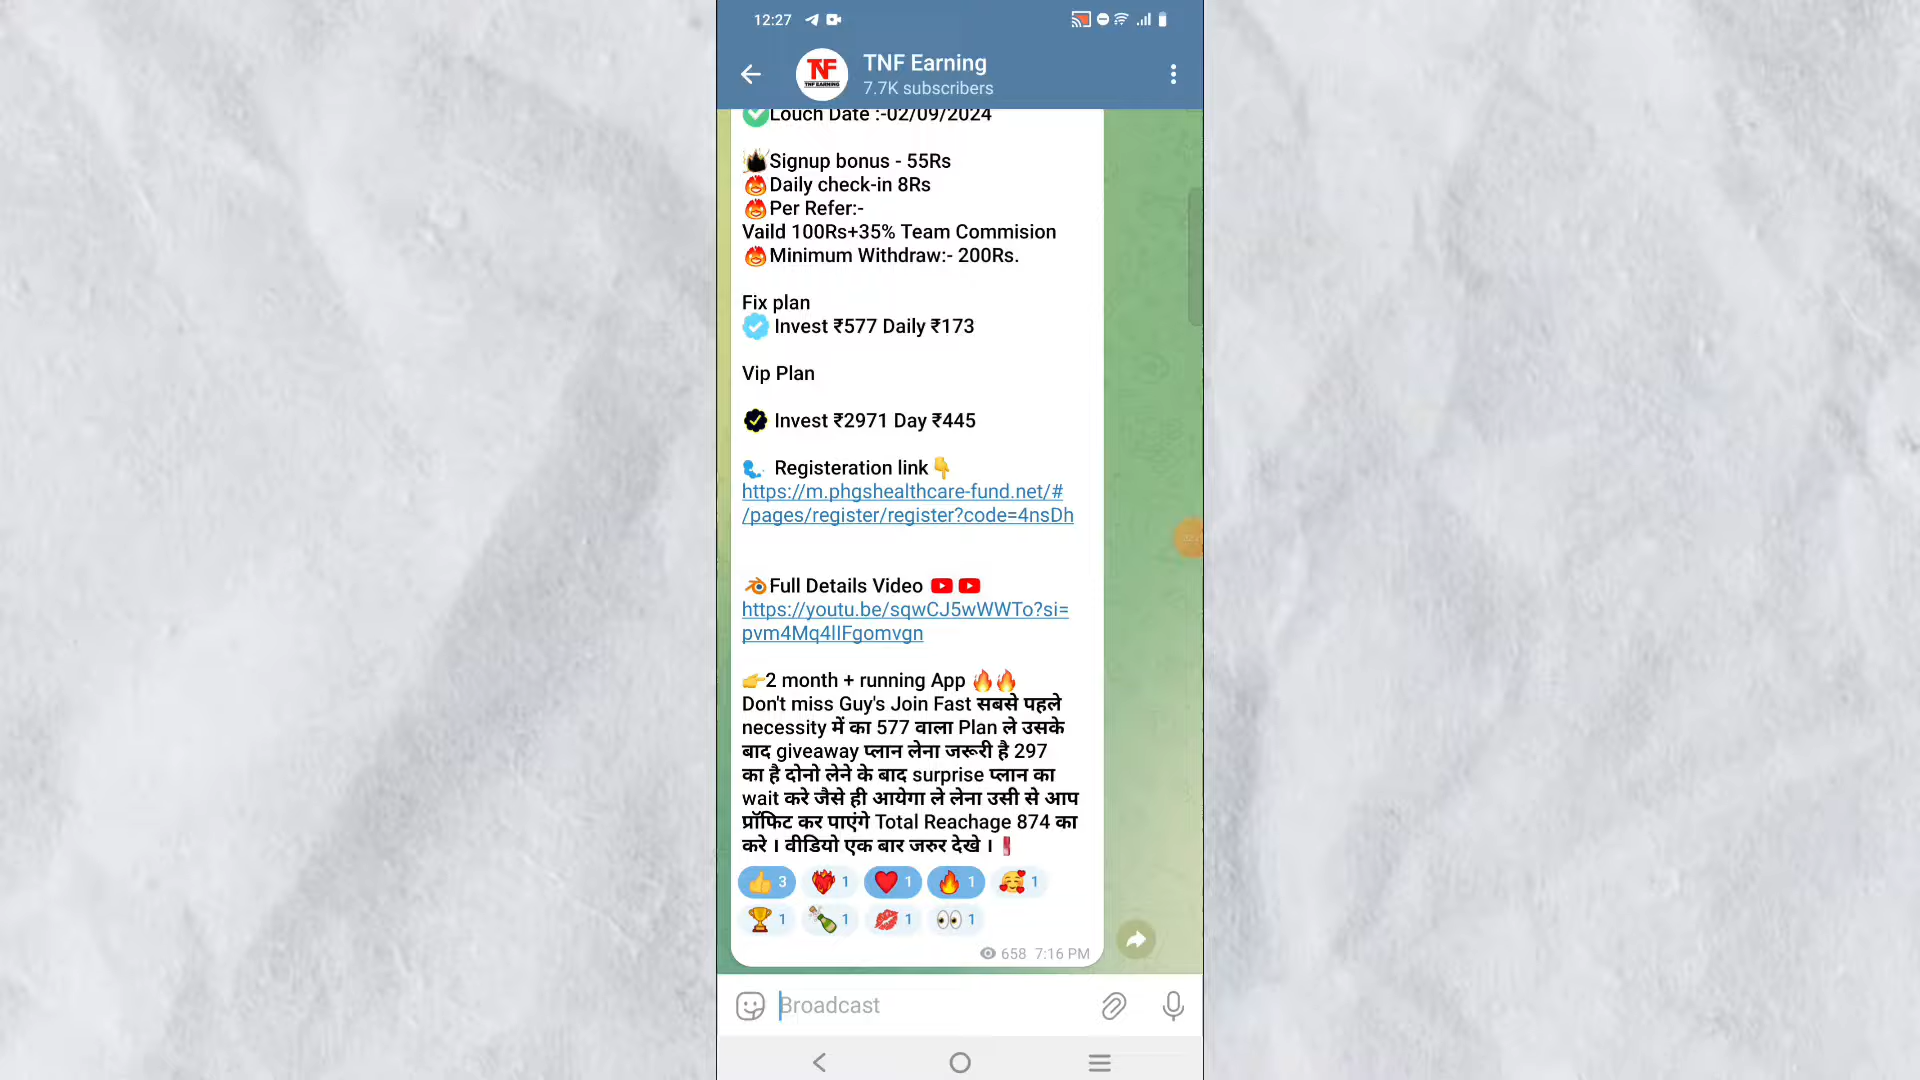 12:27
TNF Earning
7.7K subscribers
TNF
TNF EARNING
Louch Date :-02/09/2024
Signup bonus - 55Rs
Daily check-in 8Rs
Per Refer:-
Vaild 100Rs+35% Team Commision
Minimum Withdraw:- 200Rs.
Fix plan
Invest ₹577 Daily ₹173
Vip Plan
Invest ₹2971 Day ₹445
Registeration link
https://m.phgshealthcare-fund.net/#
/pages/register/register?code=4nsDh
Full Details Video
https://youtu.be/sqwCJ5wWWTo?si=
pvm4Mq4lIFgomvgn
2 month + running App
Don't miss Guy's Join Fast सबसे पहले
necessity में का 577 वाला Plan ले उसके
बाद giveaway प्लान लेना जरूरी है 297
का है दोनो लेने के बाद surprise प्लान का
wait करे जैसे ही आयेगा ले लेना उसी से आप
प्रॉफिट कर पाएंगे Total Reachage 874 का
करे । वीडियो एक बार जरुर देखे ।
3 1 1 1 1
1 1 1 1
658 7:16 PM
Broadcast